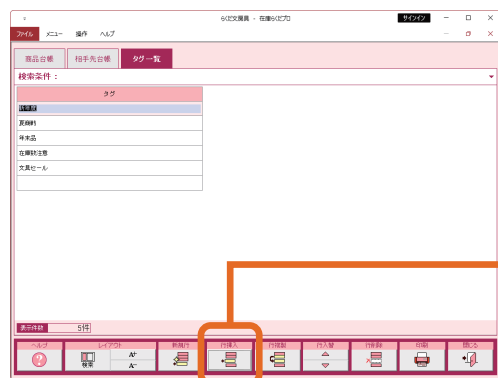 らくだ文房具 - 在庫らくだプロ
サインイン
ファイル メニュー 操作 ヘルプ
商品台帳 相手先台帳 タグ一覧
検索条件：
タグ
夏商戦
年末品
在庫数注意
文具セール
表示件数 5件
ヘルプ レイアウト 新規行 行挿入 行複製 行入替 行削除 印刷 閉じる
検索 A+
A-